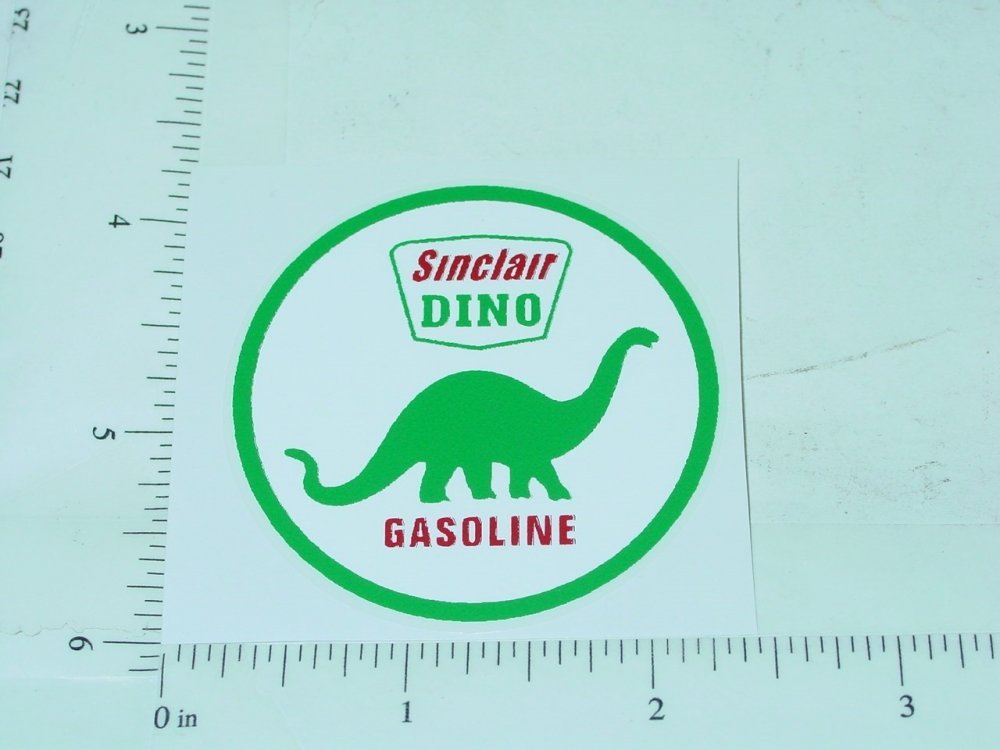 3
4
5
6
Sinclair
DINO
GASOLINE
0 in 1 2 3